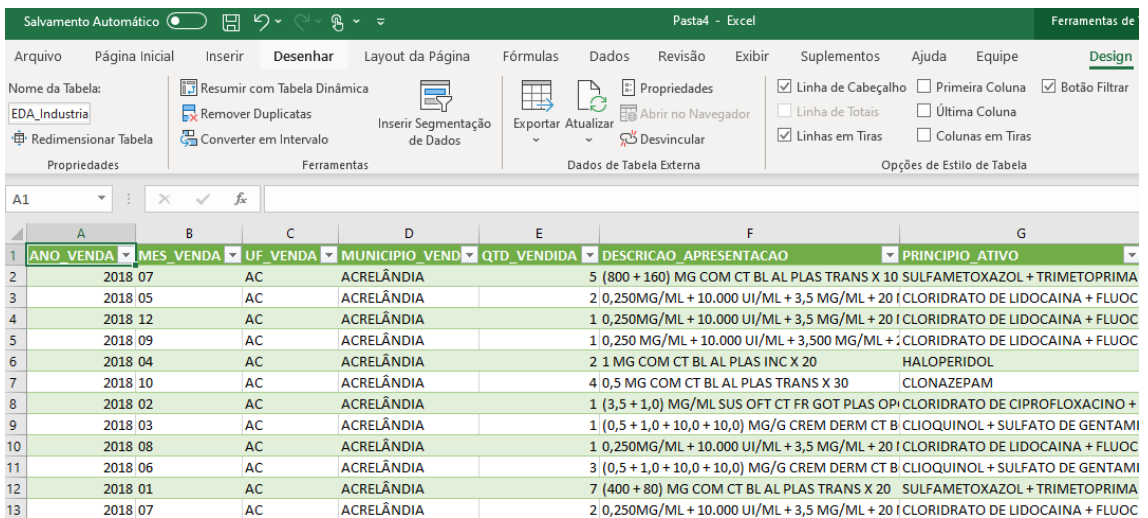 Salvamento Automático
Pasta4 - Excel
Ferramentas de
Arquivo Página Inicial Inserir Desenhar Layout da Página Fórmulas Dados Revisão Exibir Suplementos Ajuda Equipe Design
Nome da Tabela: Resumir com Tabela Dinâmica Propriedades Linha de Cabeçalho Primeira Coluna Botão Filtrar
EDA_Industria Remover Duplicatas Inserir Segmentação de Dados Exportar Atualizar Abrir no Navegador Linha de Totais Última Coluna
Redimensionar Tabela Converter em Intervalo Desvincular Linhas em Tiras Colunas em Tiras
Propriedades Ferramentas Dados de Tabela Externa Opções de Estilo de Tabela
A1 fx
A B C D E F G
1 ANO_VENDA MES_VENDA UF_VENDA MUNICIPIO_VEND QTD_VENDIDA DESCRICAO_APRESENTACAO PRINCIPIO_ATIVO
2 2018 07 AC ACRELÂNDIA 5 (800 + 160) MG COM CT BL AL PLAS TRANS X 10 SULFAMETOXAZOL + TRIMETOPRIMA
3 2018 05 AC ACRELÂNDIA 2 0,250MG/ML + 10.000 UI/ML + 3,5 MG/ML + 20 CLORIDRATO DE LIDOCAINA + FLUOC
4 2018 12 AC ACRELÂNDIA 1 0,250MG/ML + 10.000 UI/ML + 3,5 MG/ML + 20 CLORIDRATO DE LIDOCAINA + FLUOC
5 2018 09 AC ACRELÂNDIA 1 0,250 MG/ML + 10.000 UI/ML + 3,500 MG/ML + CLORIDRATO DE LIDOCAINA + FLUOC
6 2018 04 AC ACRELÂNDIA 2 1 MG COM CT BL AL PLAS INC X 20 HALOPERIDOL
7 2018 10 AC ACRELÂNDIA 4 0,5 MG COM CT BL AL PLAS TRANS X 30 CLONAZEPAM
8 2018 02 AC ACRELÂNDIA 1 (3,5 + 1,0) MG/ML SUS OFT CT FR GOT PLAS OP CLORIDRATO DE CIPROFLOXACINO +
9 2018 03 AC ACRELÂNDIA 1 (0,5 + 1,0 + 10,0 + 10,0) MG/G CREM DERM CT B CLIOQUINOL + SULFATO DE GENTAMI
10 2018 08 AC ACRELÂNDIA 1 0,250MG/ML + 10.000 UI/ML + 3,5 MG/ML + 20 CLORIDRATO DE LIDOCAINA + FLUOC
11 2018 06 AC ACRELÂNDIA 3 (0,5 + 1,0 + 10,0 + 10,0) MG/G CREM DERM CT B CLIOQUINOL + SULFATO DE GENTAMI
12 2018 01 AC ACRELÂNDIA 7 (400 + 80) MG COM CT BL AL PLAS TRANS X 20 SULFAMETOXAZOL + TRIMETOPRIMA
13 2018 07 AC ACRELÂNDIA 2 0,250MG/ML + 10.000 UI/ML + 3,5 MG/ML + 20 CLORIDRATO DE LIDOCAINA + FLUOC